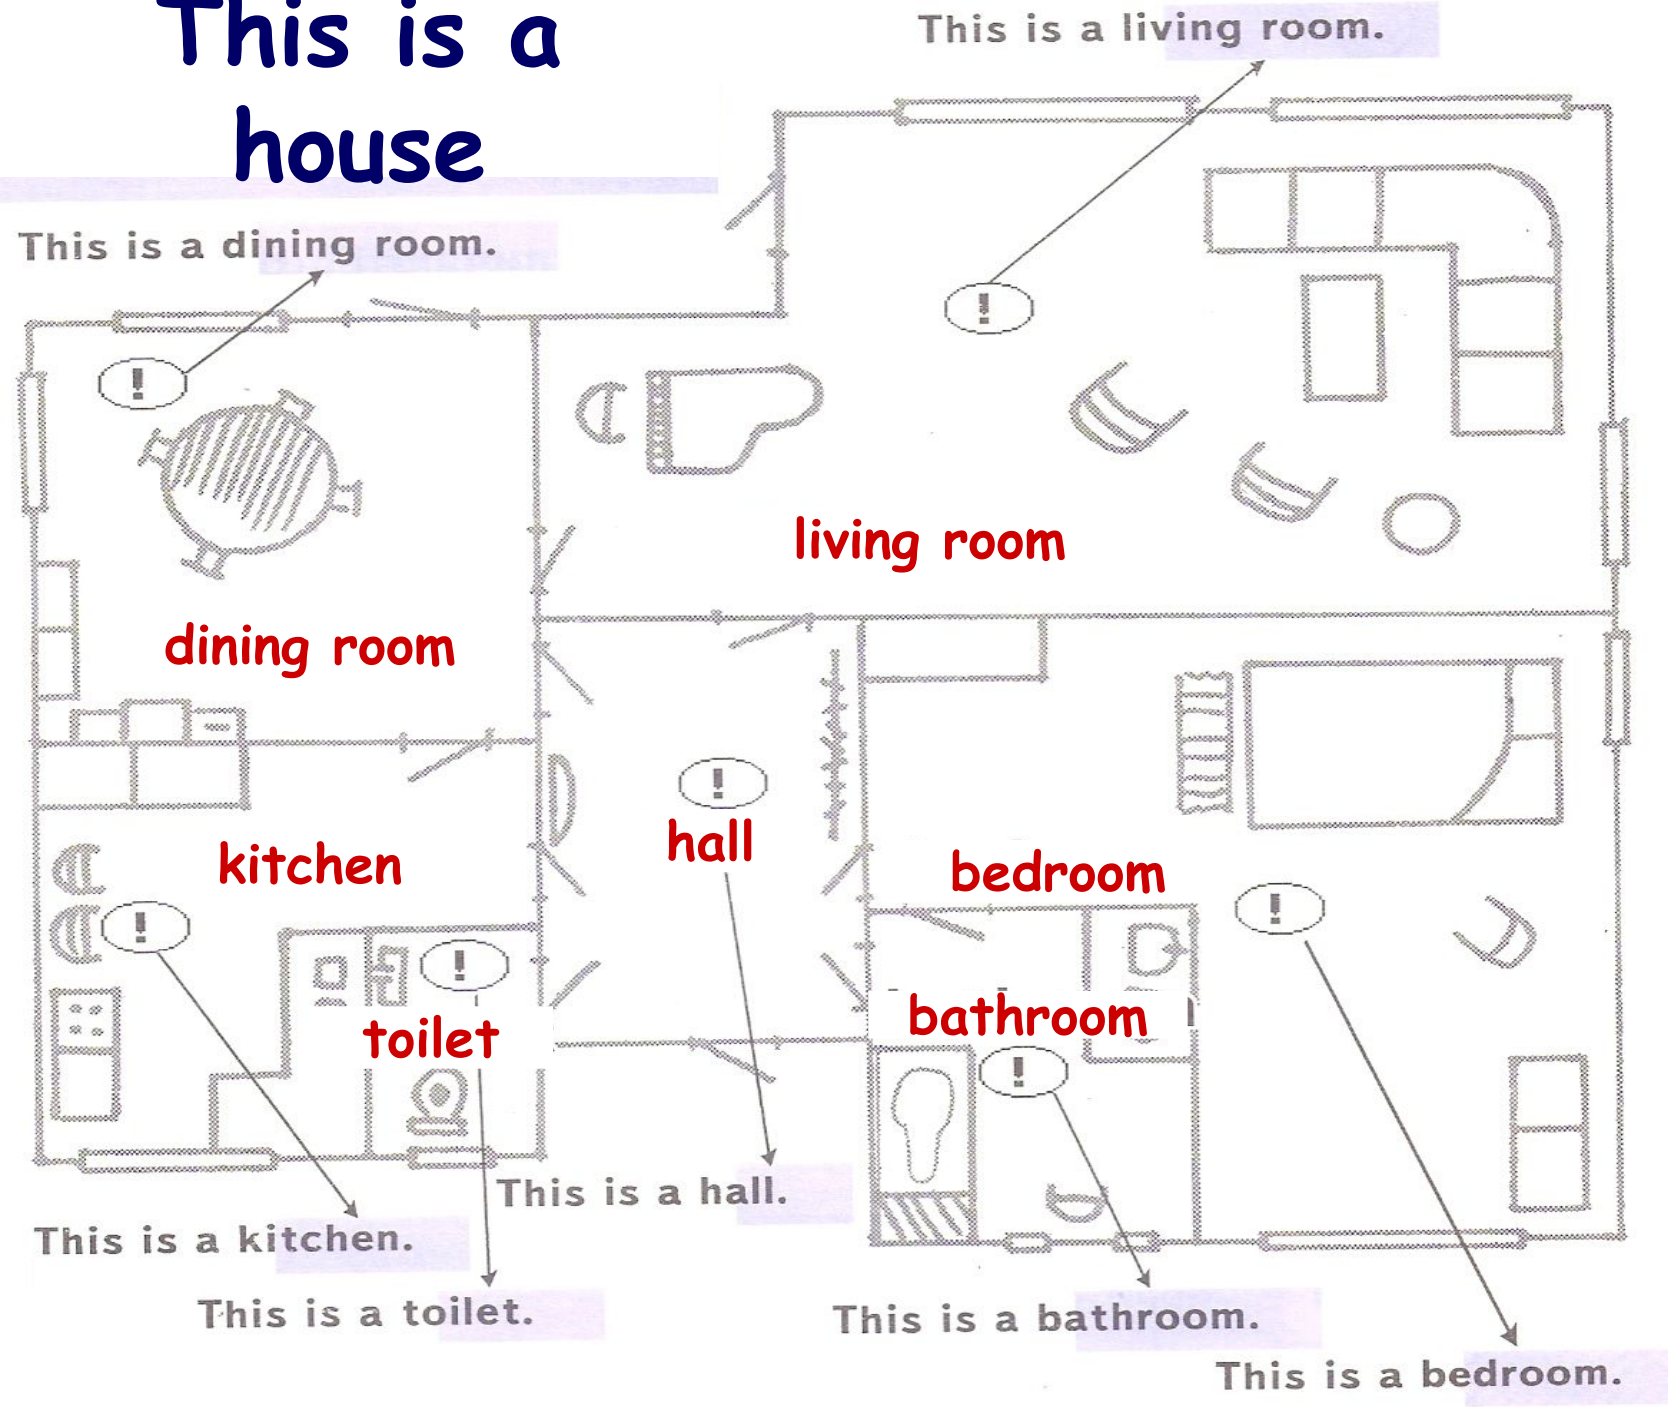 This is a
house
This is a living room.
This is a dining room.
!
!
living room
dining room
!
hall
kitchen
bedroom
!
!
!
bathroom
toilet
!
This is a hall.
This is a kitchen.
This is a toilet.
This is a bathroom.
This is a bedroom.